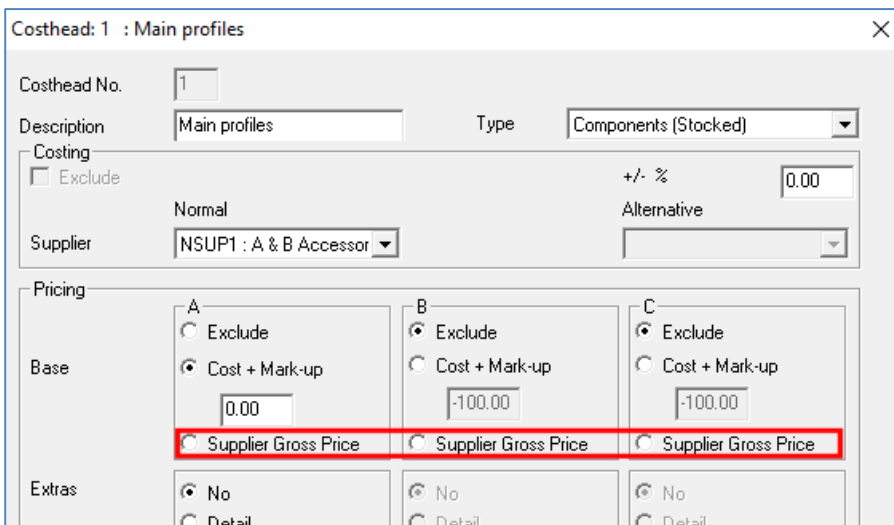 Costhead: 1 : Main profiles
Costhead No. 1
Description Main profiles Type Components (Stocked)
Costing
Exclude +/- % 0.00
Normal Alternative
Supplier NSUP1 : A & B Accessor
Pricing
A B C
Exclude Exclude Exclude
Base Cost + Mark-up Cost + Mark-up Cost + Mark-up
0.00 -100.00 -100.00
Supplier Gross Price Supplier Gross Price Supplier Gross Price
Extras No No No
Detail Detail Detail